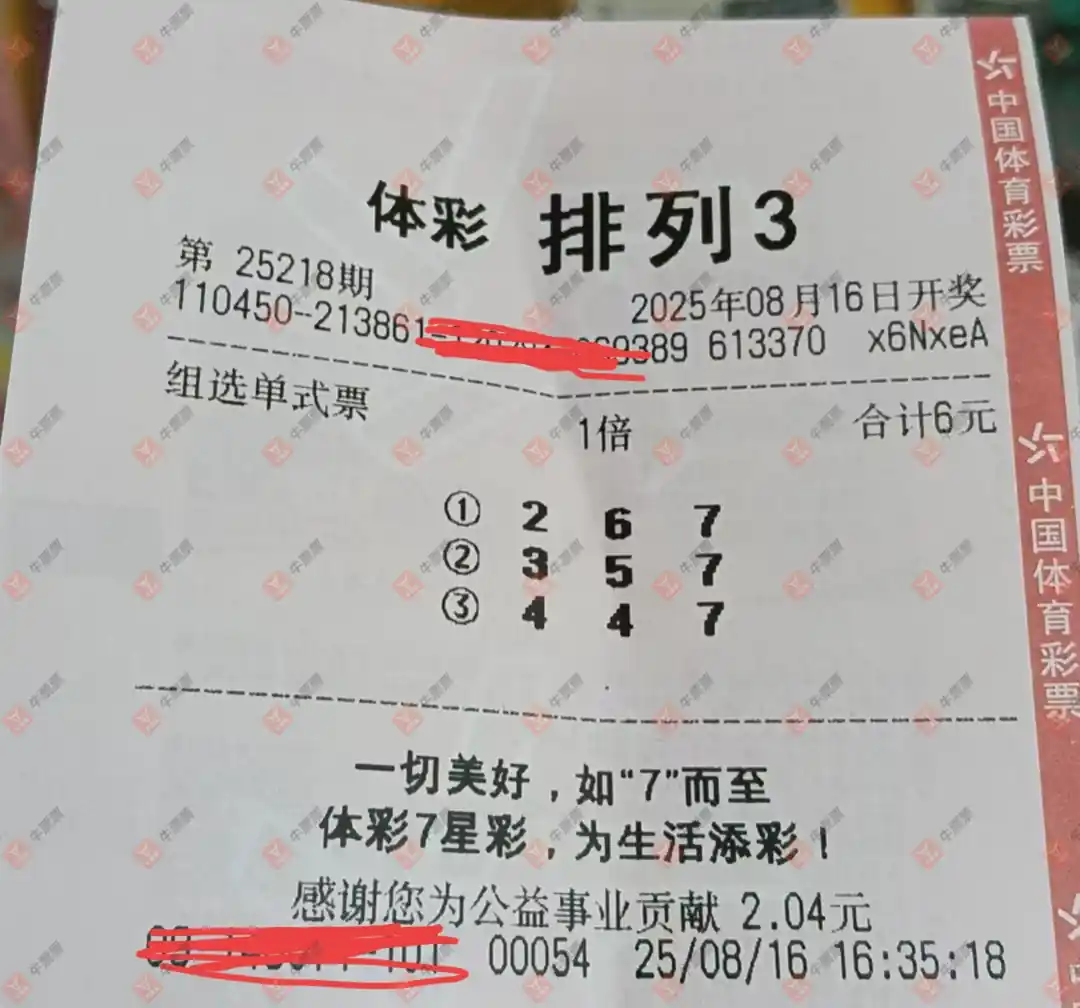 体彩 排列3
第 25218期 2025年08月16日开奖
110450-213861 389 613370 x6NxeA
组选单式票 1倍 合计6元
① 2 6 7
② 3 5 7
③ 4 4 7
一切美好，如“7”而至
体彩7星彩，为生活添彩！
感谢您为公益事业贡献 2.04元
00054 25/08/16 16:35:18
中国体育彩票
中国体育彩票